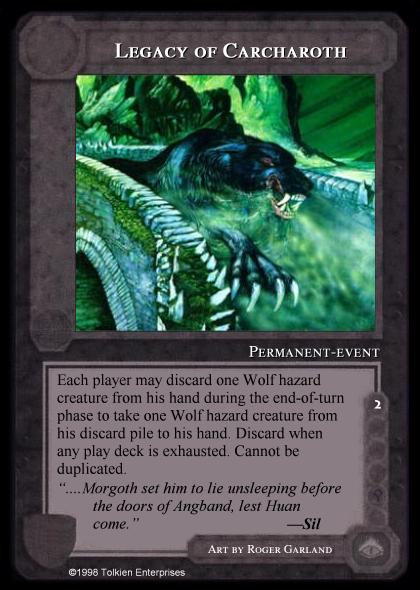 Legacy of Carcharoth
Permanent-event
Each player may discard one Wolf hazard
creature from his hand during the end-of-turn
phase to take one Wolf hazard creature from
his discard pile to his hand. Discard when
any play deck is exhausted. Cannot be
duplicated.
2
“....Morgoth set him to lie unsleeping before
the doors of Angband, lest Huan
come.” —Sil
Art by Roger Garland
©1998 Tolkien Enterprises